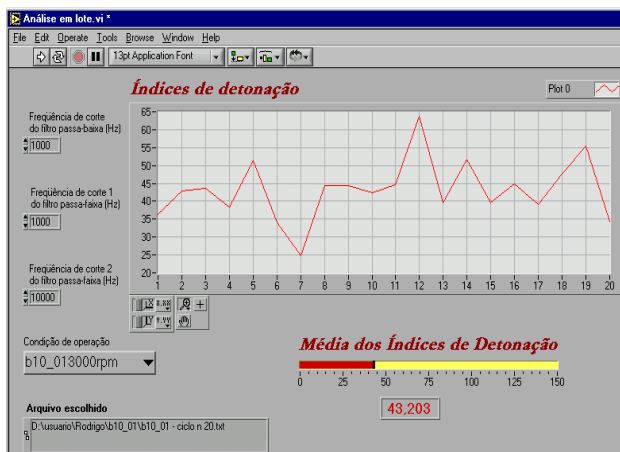 Análise em lote.vi *
File Edit Operate Tools Browse Window Help
13pt Application Font
Índices de detonação
Plot 0
Freqüência de corte
do filtro passa-baixa (Hz)
1000
Freqüência de corte 1
do filtro passa-faixa (Hz)
1000
Freqüência de corte 2
do filtro passa-faixa (Hz)
10000
65
60
55
50
45
40
35
30
25
20
1 2 3 4 5 6 7 8 9 10 11 12 13 14 15 16 17 18 19 20
X X.XX
Y Y.YY
Condição de operação
b10_013000rpm
Média dos Índices de Detonação
0 25 50 75 100 125 150
43,203
Arquivo escolhido
D:\usuario\Rodrigo\b10_01\b10_01 - ciclo n 20.txt